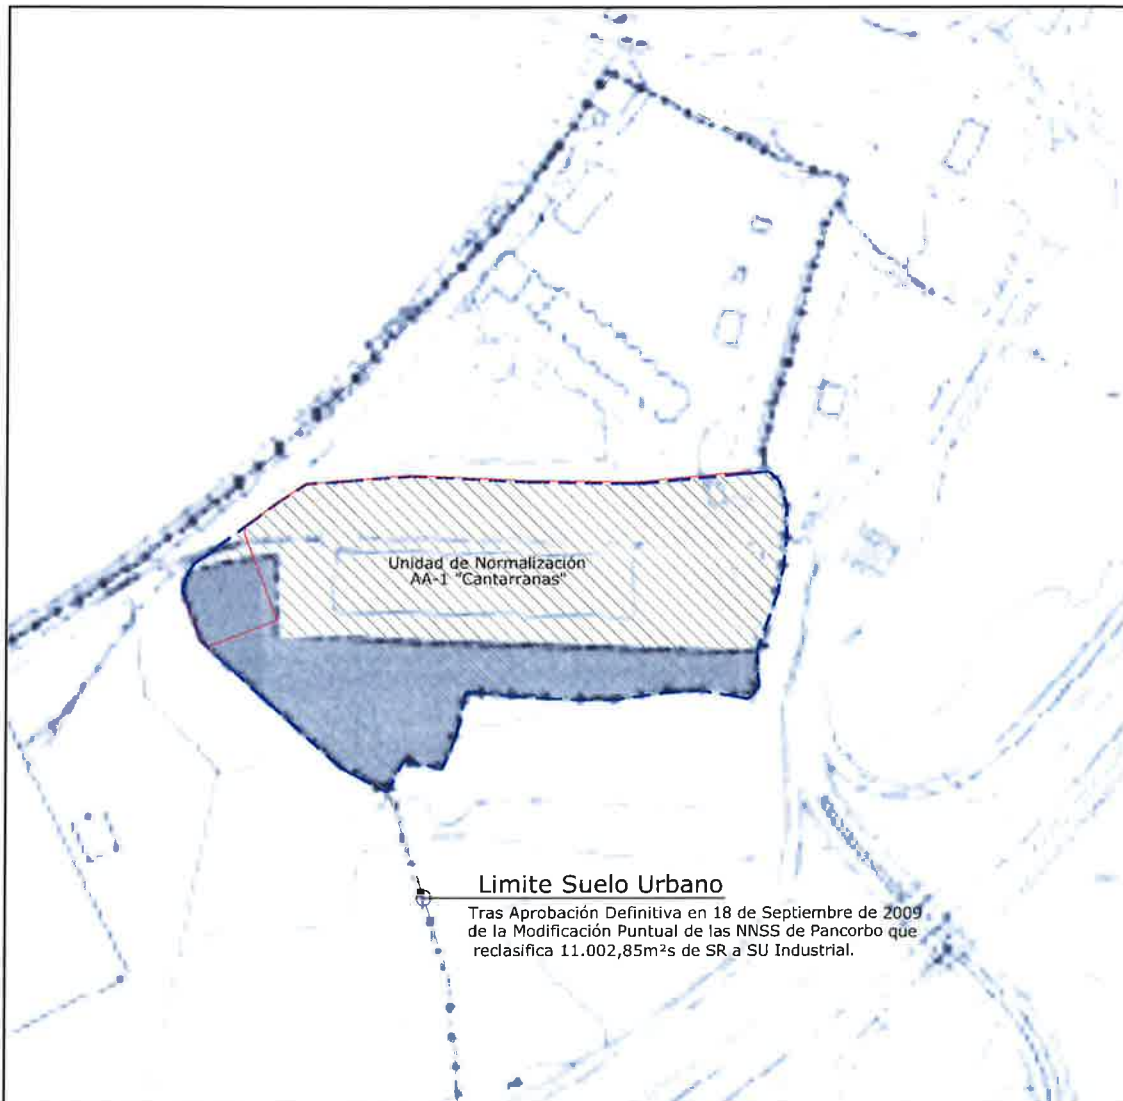 Unidad de Normalización
AA-1 "Cantarranas"
Limite Suelo Urbano
Tras Aprobación Definitiva en 18 de Septiembre de 2009
de la Modificación Puntual de las NNSS de Pancorbo que
reclasifica 11.002,85m²s de SR a SU Industrial.